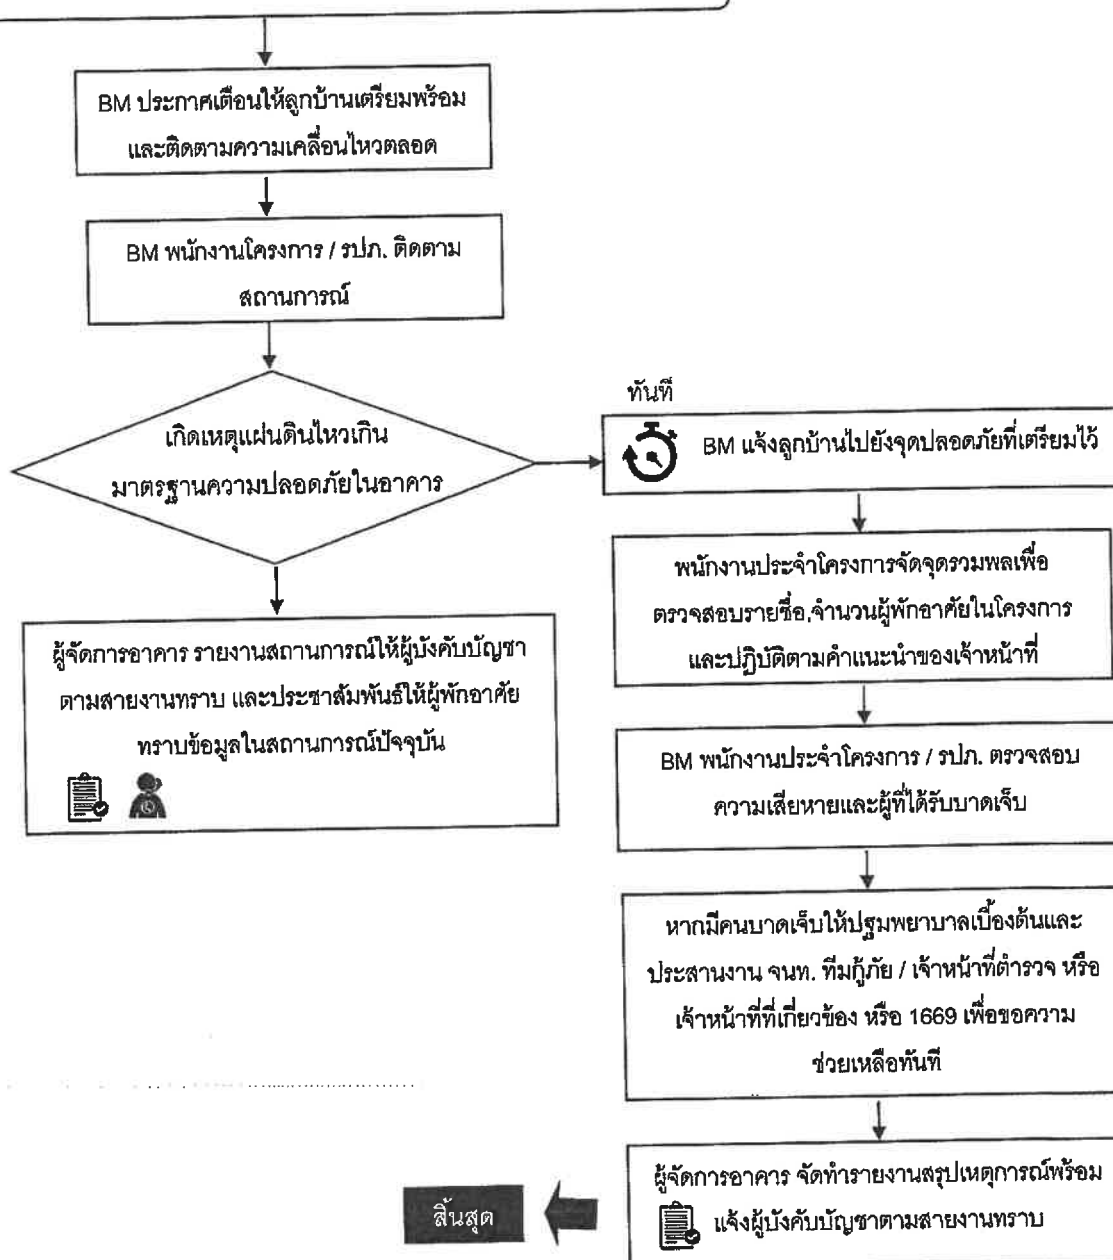 BM ประกาศเตือนให้ลูกบ้านเตรียมพร้อม
และติดตามความเคลื่อนไหวตลอด
BM พนักงานโครงการ / รปภ. ติดตาม
สถานการณ์
เกิดเหตุแผ่นดินไหวเกิน
มาตรฐานความปลอดภัยในอาคาร
ผู้จัดการอาคาร รายงานสถานการณ์ให้ผู้บังคับบัญชา
ตามสายงานทราบ และประชาสัมพันธ์ให้ผู้พักอาศัย
ทราบข้อมูลในสถานการณ์ปัจจุบัน
ทันที
BM แจ้งลูกบ้านไปยังจุดปลอดภัยที่เตรียมไว้
พนักงานประจำโครงการจัดจุดรวมพลเพื่อ
ตรวจสอบรายชื่อ,จำนวนผู้พักอาศัยในโครงการ
และปฏิบัติตามคำแนะนำของเจ้าหน้าที่
BM พนักงานประจำโครงการ / รปภ. ตรวจสอบ
ความเสียหายและผู้ที่ได้รับบาดเจ็บ
หากมีคนบาดเจ็บให้ปฐมพยาบาลเบื้องต้นและ
ประสานงาน จนท. ทีมกู้ภัย / เจ้าหน้าที่ตำรวจ หรือ
เจ้าหน้าที่ที่เกี่ยวข้อง หรือ 1669 เพื่อขอความ
ช่วยเหลือทันที
ผู้จัดการอาคาร จัดทำรายงานสรุปเหตุการณ์พร้อม
แจ้งผู้บังคับบัญชาตามสายงานทราบ
สิ้นสุด